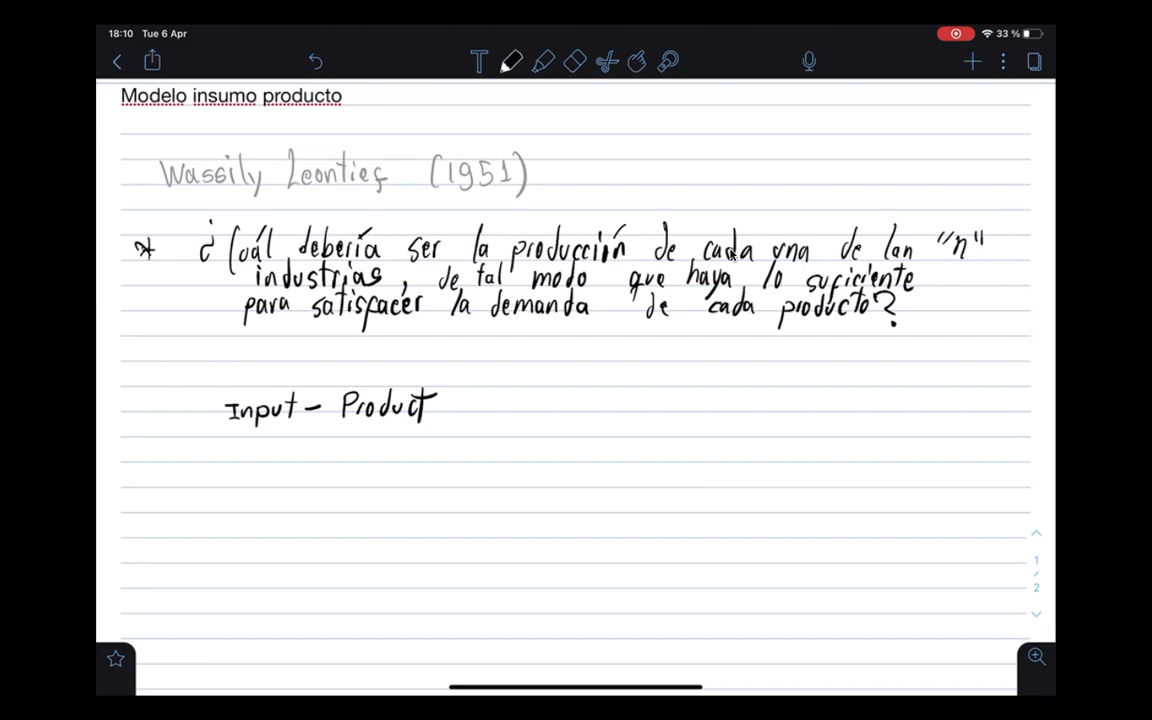 18:10 Tue 6 Apr
33 %
Modelo insumo producto
Wassily Leontief (1951)
* ¿Cuál debería ser la producción de cada una de lan "n"
industrias, de tal modo que haya lo suficiente
para satisfacer la demanda de cada producto?
Input - Product
1
/
2